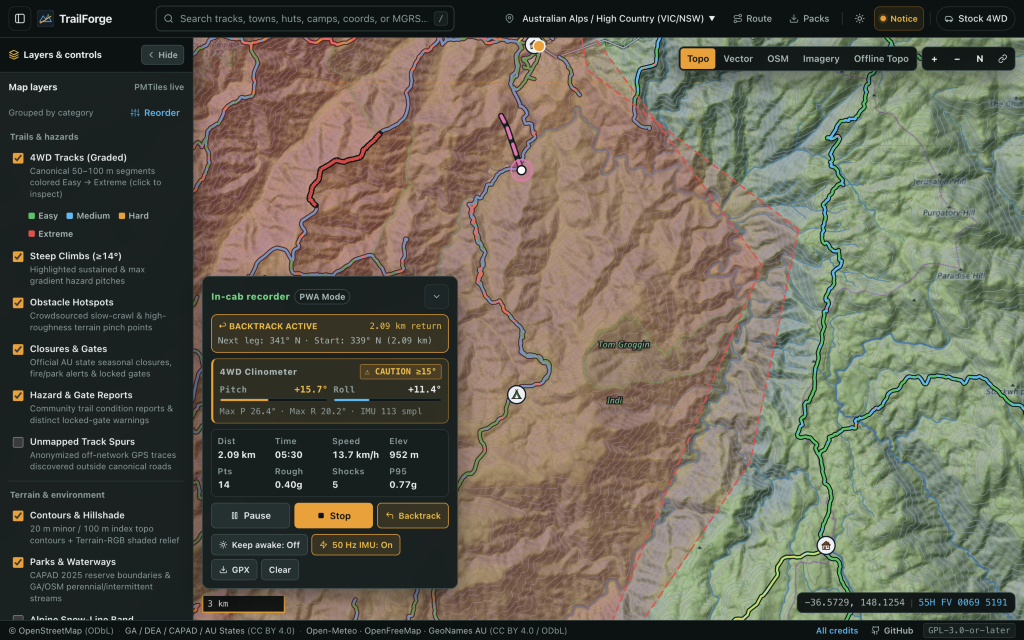 TrailForge
Search tracks, towns, huts, camps, coords, or MGRS... /
Australian Alps / High Country (VIC/NSW) ▼
Route
Packs
Notice
Stock 4WD
Layers & controls
Hide
Map layers
PMTiles live
Grouped by category
Reorder
Trails & hazards
4WD Tracks (Graded)
Canonical 50–100 m segments
colored Easy → Extreme (click to
inspect)
Easy Medium Hard
Extreme
Steep Climbs (≥14°)
Highlighted sustained & max
gradient hazard pitches
Obstacle Hotspots
Crowdsourced slow-crawl & high-
roughness terrain pinch points
Closures & Gates
Official AU state seasonal closures,
fire/park alerts & locked gates
Hazard & Gate Reports
Community trail condition reports &
distinct locked-gate warnings
Unmapped Track Spurs
Anonymized off-network GPS traces
discovered outside canonical roads
Terrain & environment
Contours & Hillshade
20 m minor / 100 m index topo
contours + Terrain-RGB shaded relief
Parks & Waterways
CAPAD 2025 reserve boundaries &
GA/OSM perennial/intermittent
streams
Alpine Snow-Line Band
Topo Vector OSM Imagery Offline Topo
+ − N
Jerusalem Hill
Purgatory Hill
Paradise Hill
Tom Groggin
Indi
In-cab recorder PWA Mode
↩ BACKTRACK ACTIVE 2.09 km return
Next leg: 341° N · Start: 339° N (2.09 km)
4WD Clinometer ⚠ CAUTION ≥15°
Pitch +15.7° Roll +11.4°
Max P 26.4° · Max R 20.2° · IMU 113 smpl
Dist Time Speed Elev
2.09 km 05:30 13.7 km/h 952 m
Pts Rough Shocks P95
14 0.40g 5 0.77g
Pause Stop Backtrack
Keep awake: Off 50 Hz IMU: On
GPX Clear
3 km
−36.5729, 148.1254 | 55H FV 0069 5191
© OpenStreetMap (ODbL) · GA / DEA / CAPAD / AU States (CC BY 4.0) · Open-Meteo · OpenFreeMap · GeoNames AU (CC BY 4.0 / ODbL)
All credits GitHub GPL-3.0-or-later